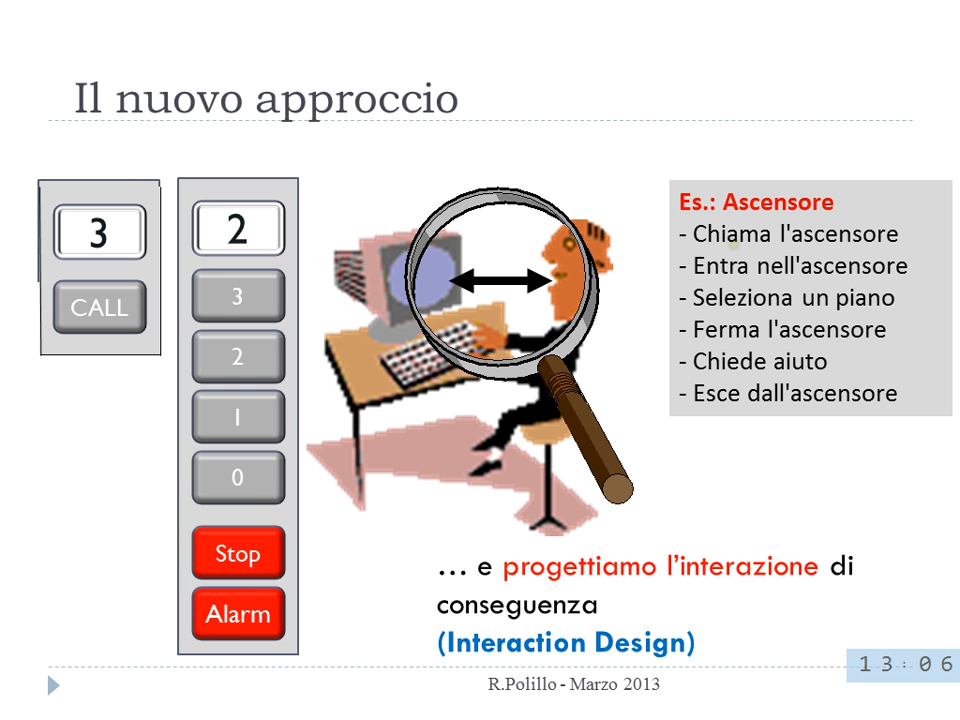 Il nuovo approccio
3
CALL
2
3
2
1
0
Stop
Alarm
Es.: Ascensore
- Chiama l'ascensore
- Entra nell'ascensore
- Seleziona un piano
- Ferma l'ascensore
- Chiede aiuto
- Esce dall'ascensore
… e progettiamo l’interazione di
conseguenza
(Interaction Design)
13:06
R.Polillo - Marzo 2013